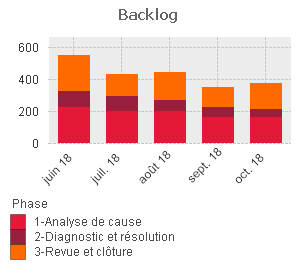 Backlog
600
400
200
0
juin 18
juil. 18
août 18
sept. 18
oct. 18
Phase
1-Analyse de cause
2-Diagnostic et résolution
3-Revue et clôture